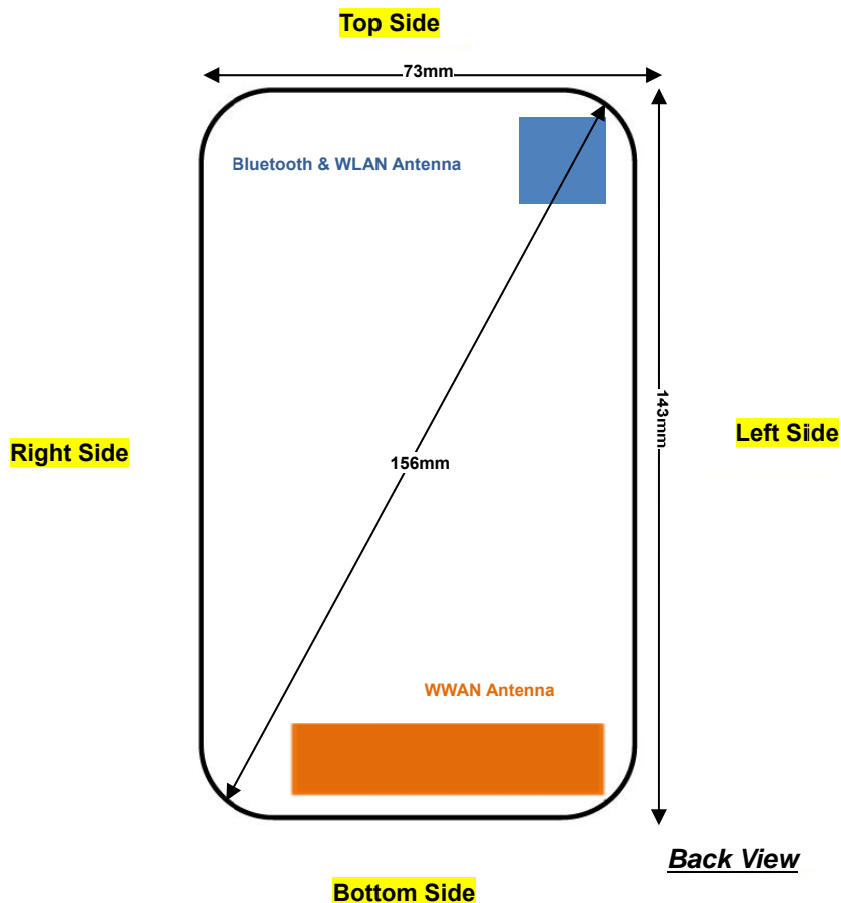 Top Side
73mm
Bluetooth & WLAN Antenna
143mm
Left Side
Right Side
156mm
WWAN Antenna
Back View
Bottom Side